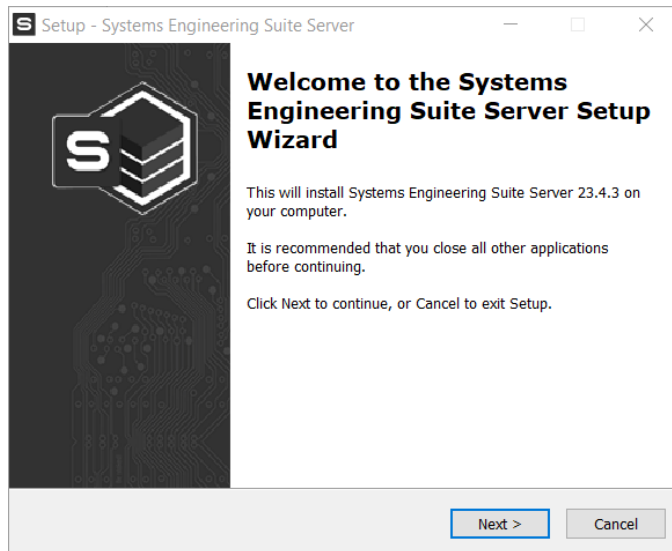 S Setup - Systems Engineering Suite Server
S
Welcome to the Systems
Engineering Suite Server Setup
Wizard
This will install Systems Engineering Suite Server 23.4.3 on
your computer.
It is recommended that you close all other applications
before continuing.
Click Next to continue, or Cancel to exit Setup.
Next >
Cancel